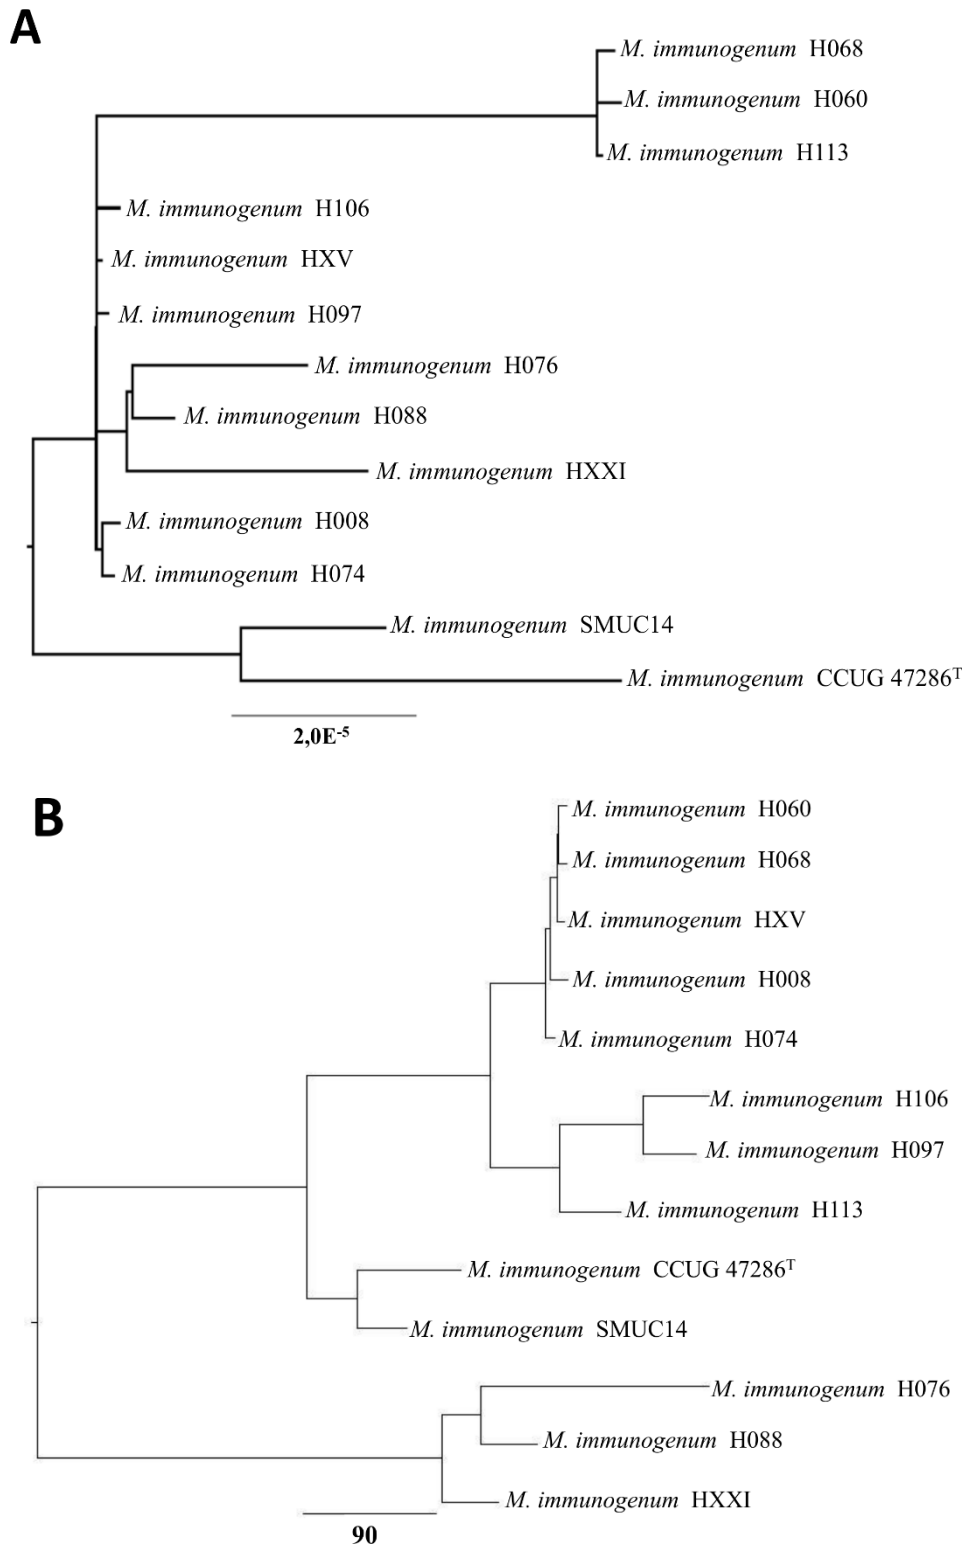 A
M. immunogenum H068
M. immunogenum H060
M. immunogenum H113
M. immunogenum H106
M. immunogenum HXV
M. immunogenum H097
M. immunogenum H076
M. immunogenum H088
M. immunogenum HXXI
M. immunogenum H008
M. immunogenum H074
M. immunogenum SMUC14
M. immunogenum CCUG 47286ᵀ
2,0E⁻⁵
B
M. immunogenum H060
M. immunogenum H068
M. immunogenum HXV
M. immunogenum H008
M. immunogenum H074
M. immunogenum H106
M. immunogenum H097
M. immunogenum H113
M. immunogenum CCUG 47286ᵀ
M. immunogenum SMUC14
M. immunogenum H076
M. immunogenum H088
M. immunogenum HXXI
90